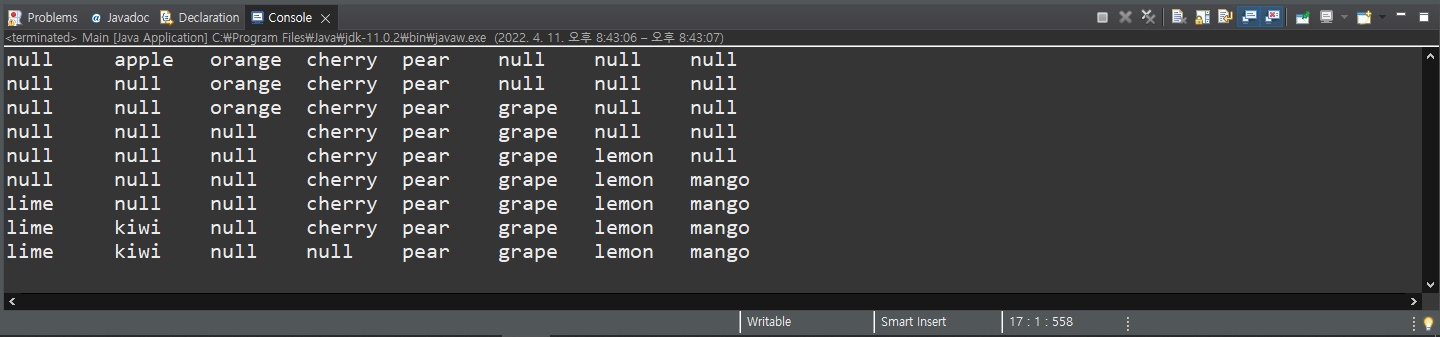 Problems @ Javadoc Declaration Console
<terminated> Main [Java Application] C:₩Program Files₩Java₩jdk-11.0.2₩bin₩javaw.exe (2022. 4. 11. 오후 8:43:06 – 오후 8:43:07)
null apple orange cherry pear null null null
null null orange cherry pear null null null
null null orange cherry pear grape null null
null null null cherry pear grape null null
null null null cherry pear grape lemon null
null null null cherry pear grape lemon mango
lime null null cherry pear grape lemon mango
lime kiwi null cherry pear grape lemon mango
lime kiwi null null pear grape lemon mango
Writable Smart Insert 17 : 1 : 558